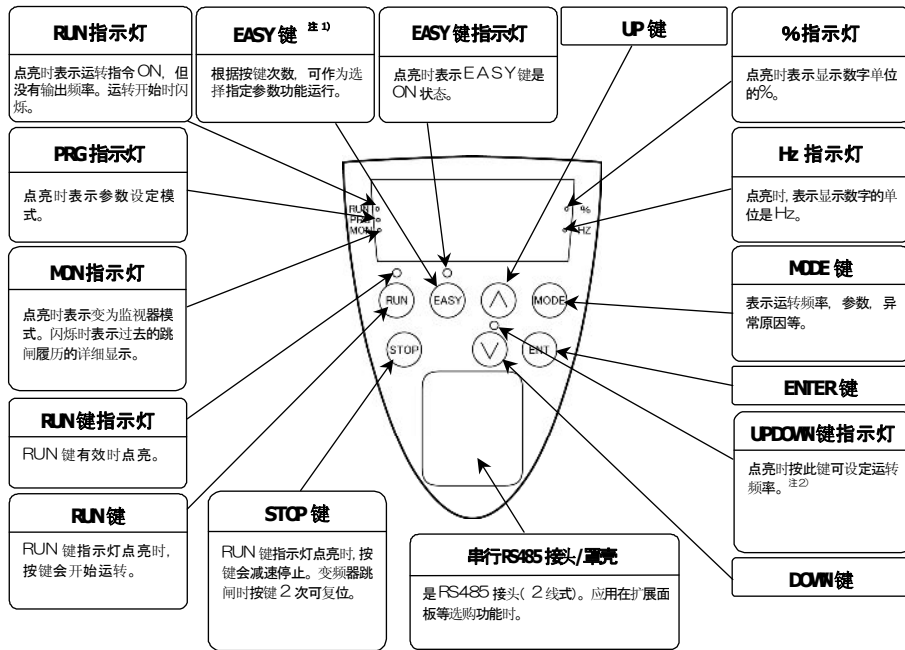 RUN指示灯
点亮时表示运转指令ON, 但
没有输出频率。运转开始时闪
烁。
EASY键 注1)
根据按键次数, 可作为选
择指定参数功能运行。
EASY键指示灯
点亮时表示EASY键是
ON状态。
UP键
%指示灯
点亮时表示显示数字单位
的%。
PRG指示灯
点亮时表示参数设定模
式。
Hz指示灯
点亮时, 表示显示数字的单
位是Hz。
MON指示灯
点亮时表示变为监视器模
式。闪烁时表示过去的跳
闸履历的详细显示。
MODE键
表示运转频率, 参数, 异
常原因等。
RUN
PRG
MON
%
HZ
RUN
EASY
MODE
STOP
ENT
ENTER键
RUN键指示灯
RUN键有效时点亮。
UPDOWN键指示灯
点亮时按此键可设定运转
频率。注2)
RUN键
RUN键指示灯点亮时,
按键会开始运转。
STOP键
RUN键指示灯点亮时, 按
键会减速停止。变频器跳
闸时按键2次可复位。
串行RS485接头/罩壳
是RS485接头(2线式)。应用在扩展面
板等选购功能时。
DOWN键